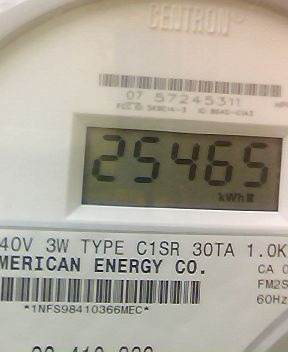 CENTRON®
07 57245311
25465
kWh
40V 3W TYPE C1SR 30TA 1.0K
MERICAN ENERGY CO.
CA 0
FM2S
60Hz
*1NFS98410366MEC*